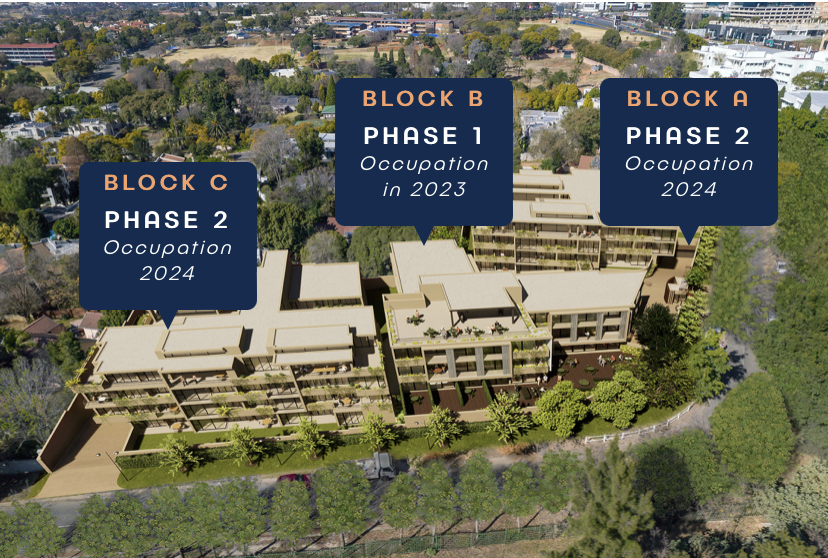 BLOCK C
PHASE 2
Occupation
2024
BLOCK B
PHASE 1
Occupation
in 2023
BLOCK A
PHASE 2
Occupation
2024